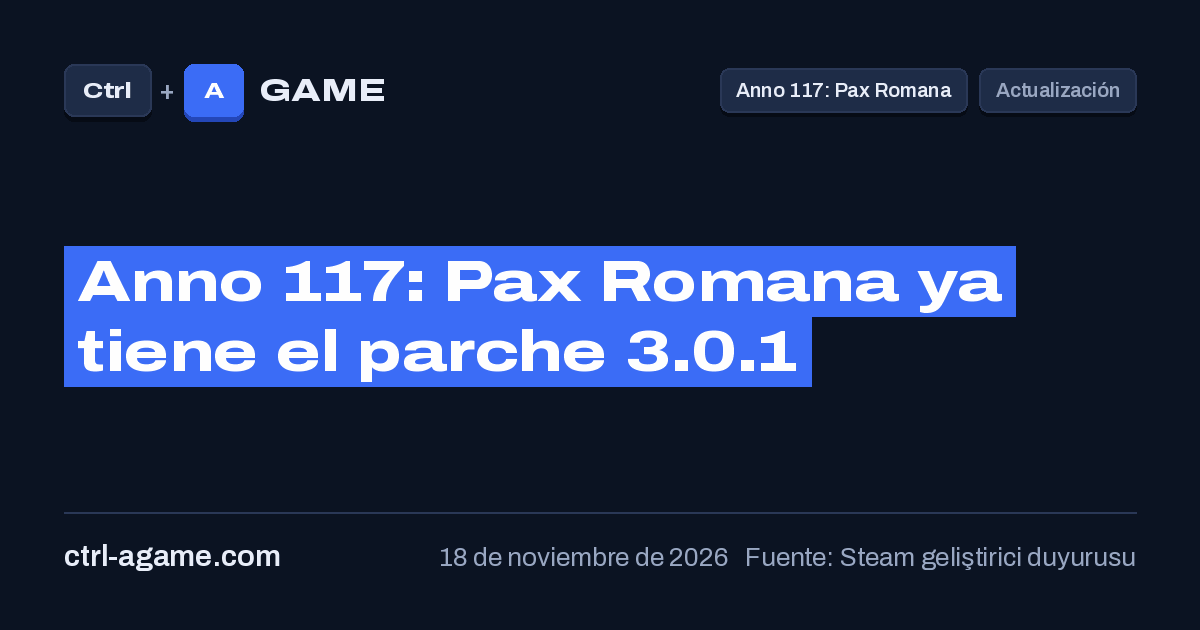 Ctrl + A GAME
Anno 117: Pax Romana
Actualización
Anno 117: Pax Romana ya
tiene el parche 3.0.1
ctrl-agame.com
18 de noviembre de 2026 Fuente: Steam geliştirici duyurusu